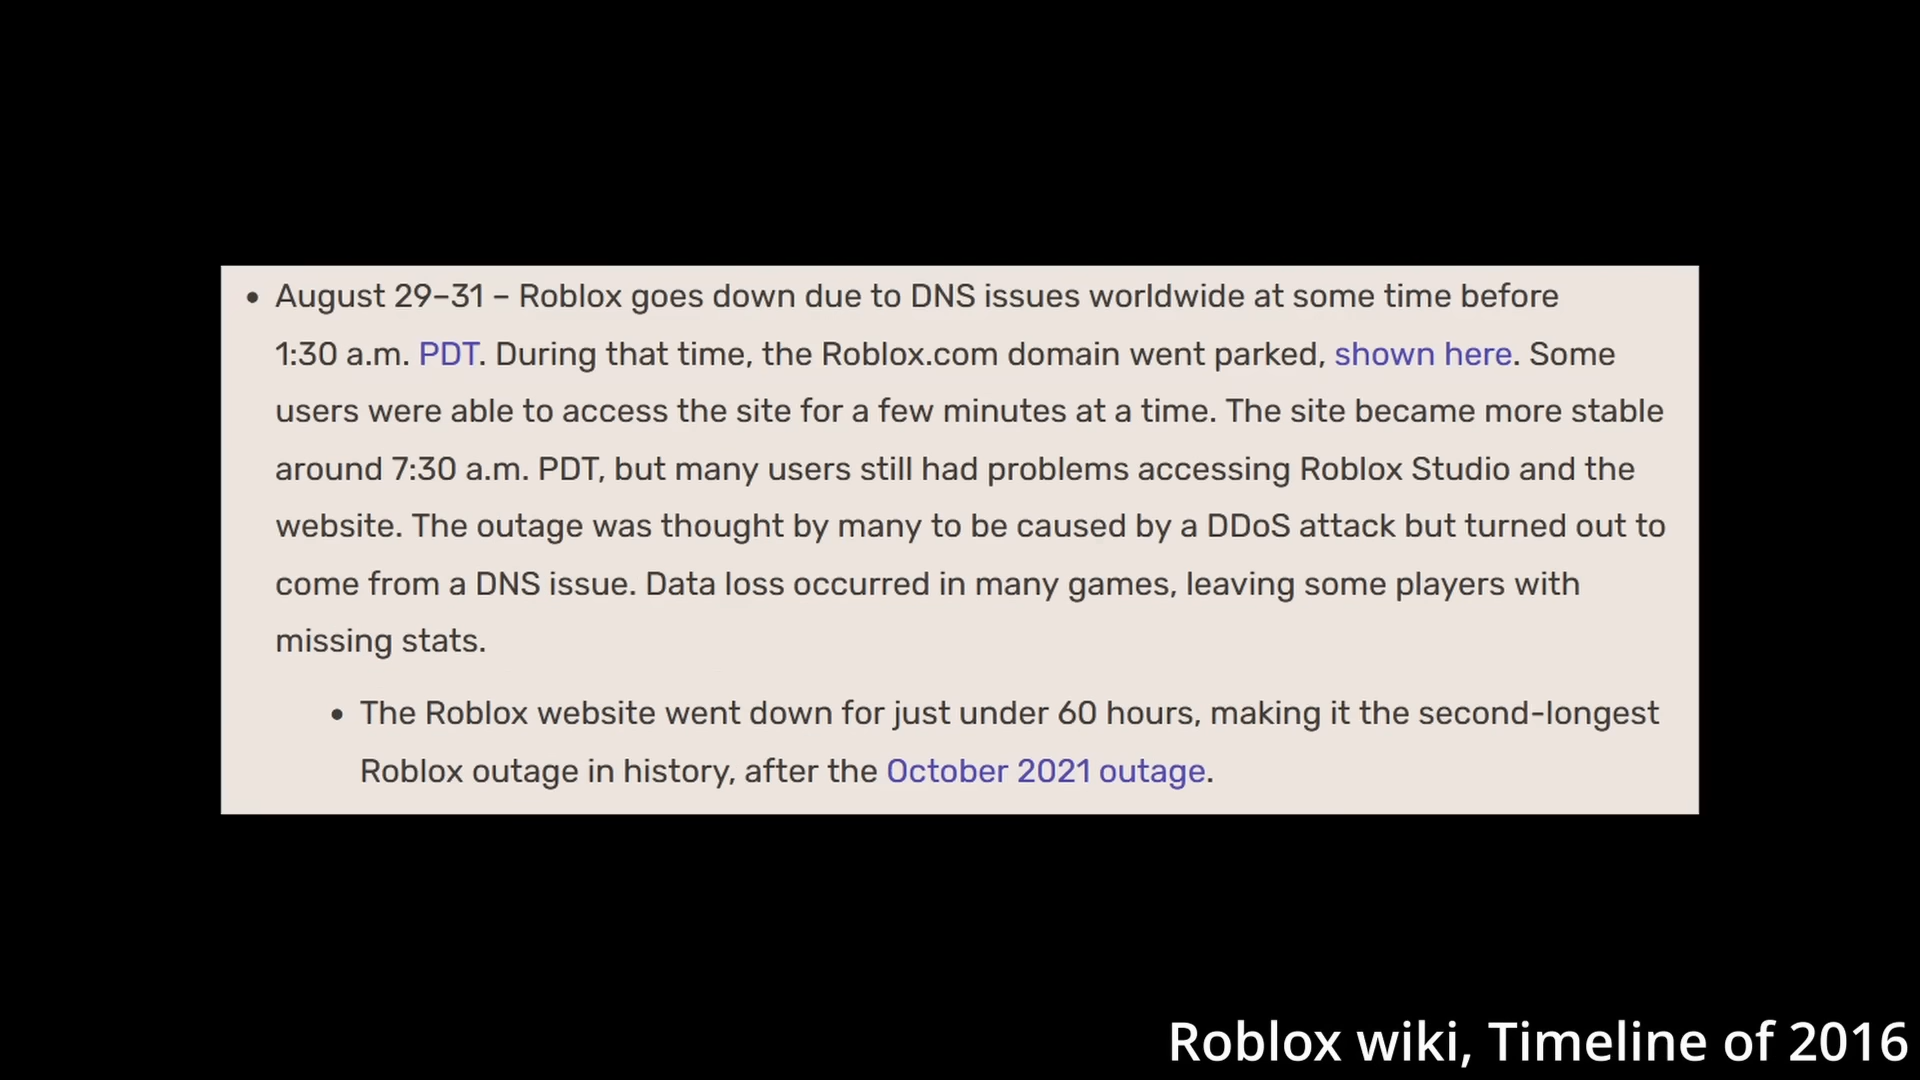 • August 29–31 – Roblox goes down due to DNS issues worldwide at some time before
1:30 a.m. PDT. During that time, the Roblox.com domain went parked, shown here. Some
users were able to access the site for a few minutes at a time. The site became more stable
around 7:30 a.m. PDT, but many users still had problems accessing Roblox Studio and the
website. The outage was thought by many to be caused by a DDoS attack but turned out to
come from a DNS issue. Data loss occurred in many games, leaving some players with
missing stats.
• The Roblox website went down for just under 60 hours, making it the second-longest
Roblox outage in history, after the October 2021 outage.
Roblox wiki, Timeline of 2016